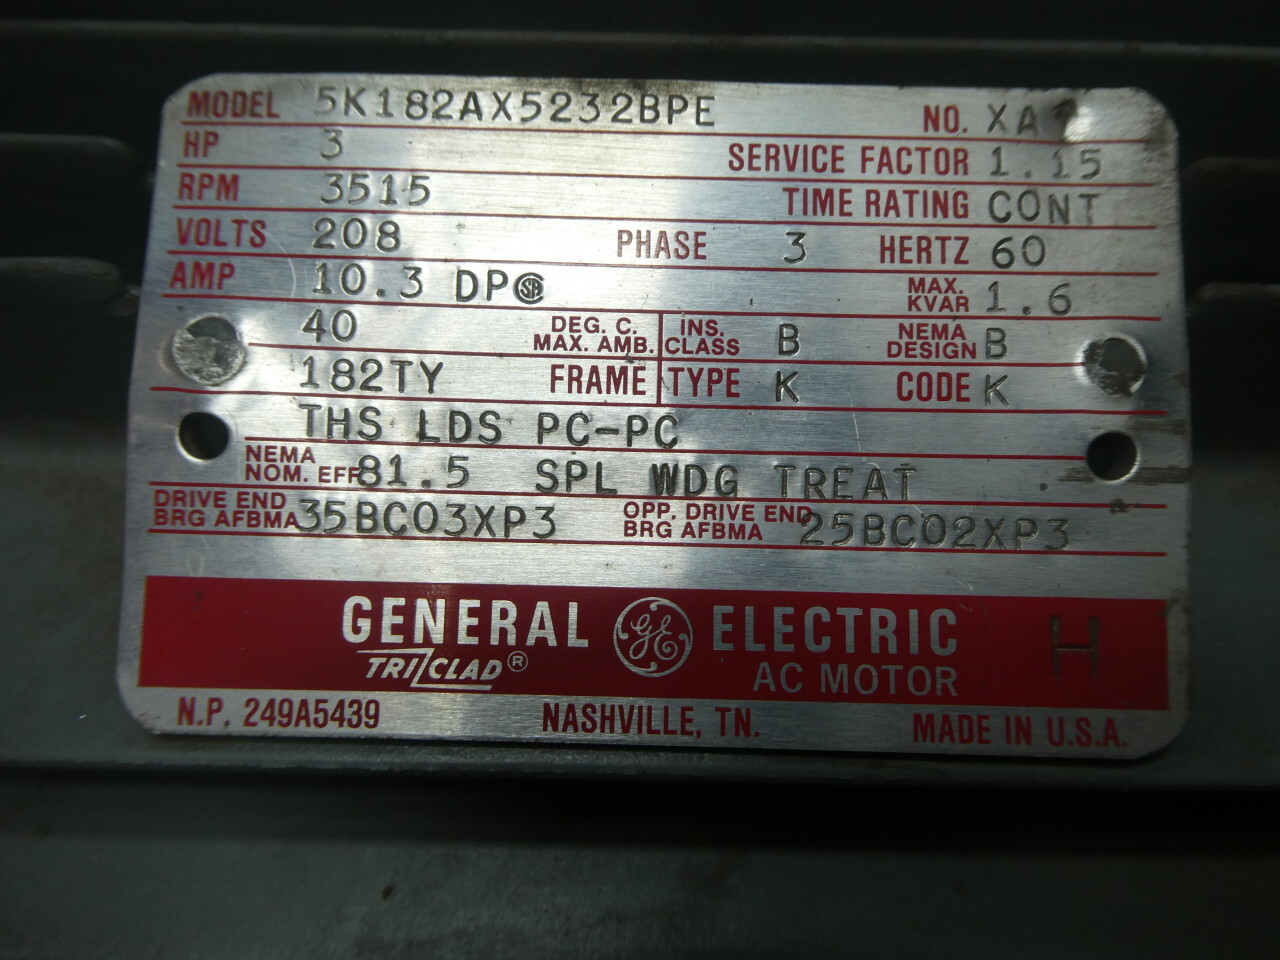 MODEL 5K182AX5232BPE NO. XA
HP 3 SERVICE FACTOR 1.15
RPM 3515 TIME RATING CONT
VOLTS 208 PHASE 3 HERTZ 60
AMP 10.3 DP SA MAX. KVAR 1.6
40 DEG. C. MAX. AMB. INS. CLASS B NEMA DESIGN B
182TY FRAME TYPE K CODE K
THS LDS PC-PC
NEMA NOM. EFF 81.5 SPL WDG TREAT
DRIVE END BRG AFBMA 35BC03XP3 OPP. DRIVE END BRG AFBMA 25BC02XP3
GENERAL GE ELECTRIC H
TRI CLAD ® AC MOTOR
N.P. 249A5439 NASHVILLE, TN. MADE IN U.S.A.